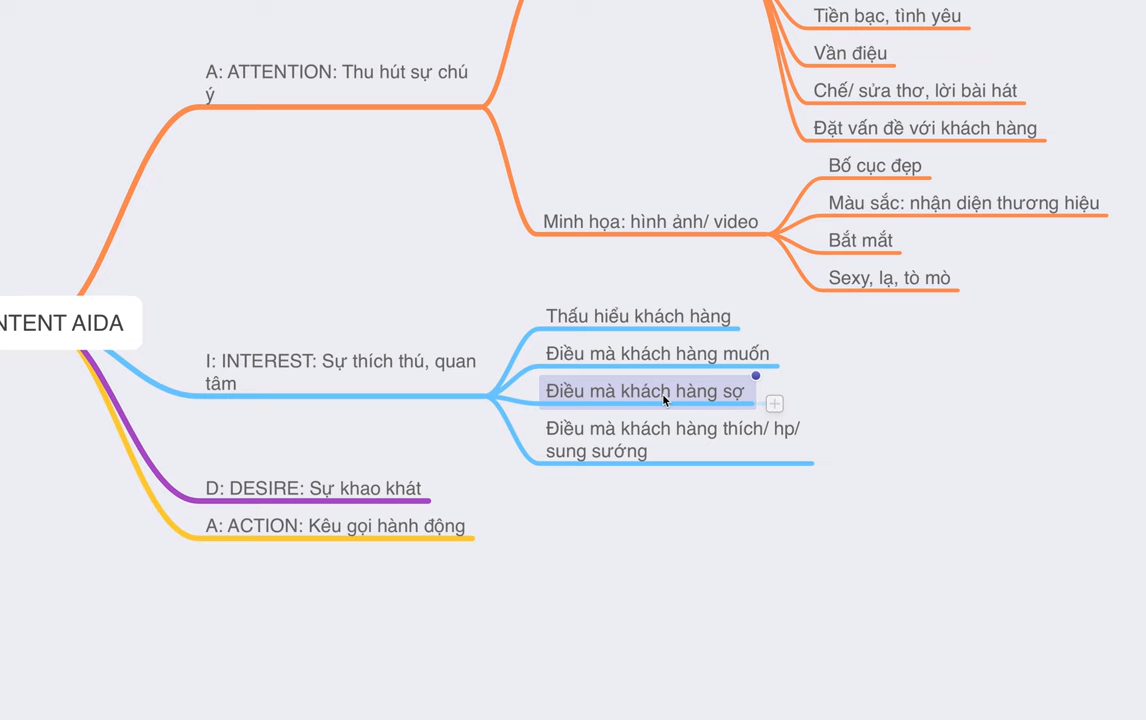 Tiền bạc, tình yêu
Vần điệu
Chế/ sửa thơ, lời bài hát
Đặt vấn đề với khách hàng
A: ATTENTION: Thu hút sự chú
ý
Bố cục đẹp
Màu sắc: nhận diện thương hiệu
Minh họa: hình ảnh/ video
Bắt mắt
Sexy, lạ, tò mò
NTENT AIDA
I: INTEREST: Sự thích thú, quan
tâm
Thấu hiểu khách hàng
Điều mà khách hàng muốn
Điều mà khách hàng sợ
Điều mà khách hàng thích/ hp/
sung sướng
D: DESIRE: Sự khao khát
A: ACTION: Kêu gọi hành động